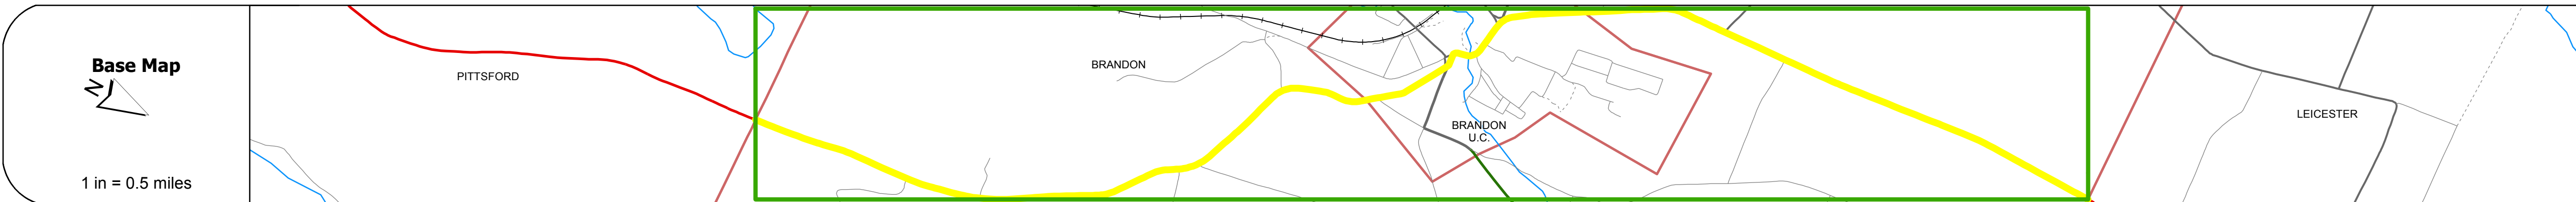 Base Map
N
1 in = 0.5 miles
PITTSFORD
BRANDON
BRANDON
U.C.
LEICESTER